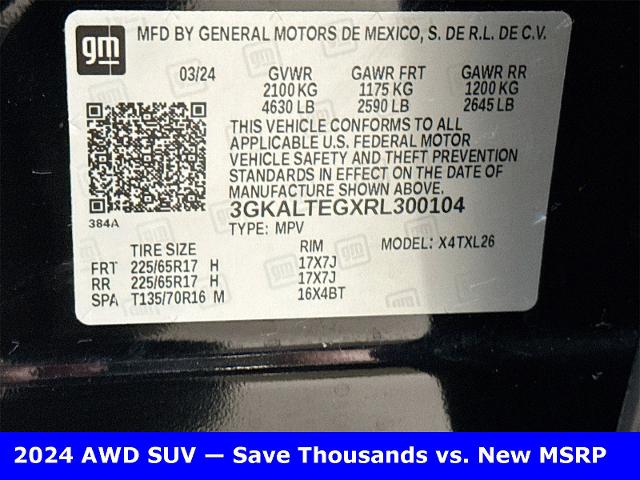 gm
MFD BY GENERAL MOTORS DE MEXICO, S. DE R.L. DE C.V.
03/24 GVWR GAWR FRT GAWR RR
2100 KG 1175 KG 1200 KG
4630 LB 2590 LB 2645 LB
THIS VEHICLE CONFORMS TO ALL
APPLICABLE U.S. FEDERAL MOTOR
VEHICLE SAFETY AND THEFT PREVENTION
STANDARDS IN EFFECT ON THE DATE OF
MANUFACTURE SHOWN ABOVE.
3GKALTEGXRL300104
384A
TYPE: MPV
TIRE SIZE RIM MODEL: X4TXL26
FRT 225/65R17 H 17X7J
RR 225/65R17 H 17X7J
SPA T135/70R16 M 16X4BT
2024 AWD SUV — Save Thousands vs. New MSRP